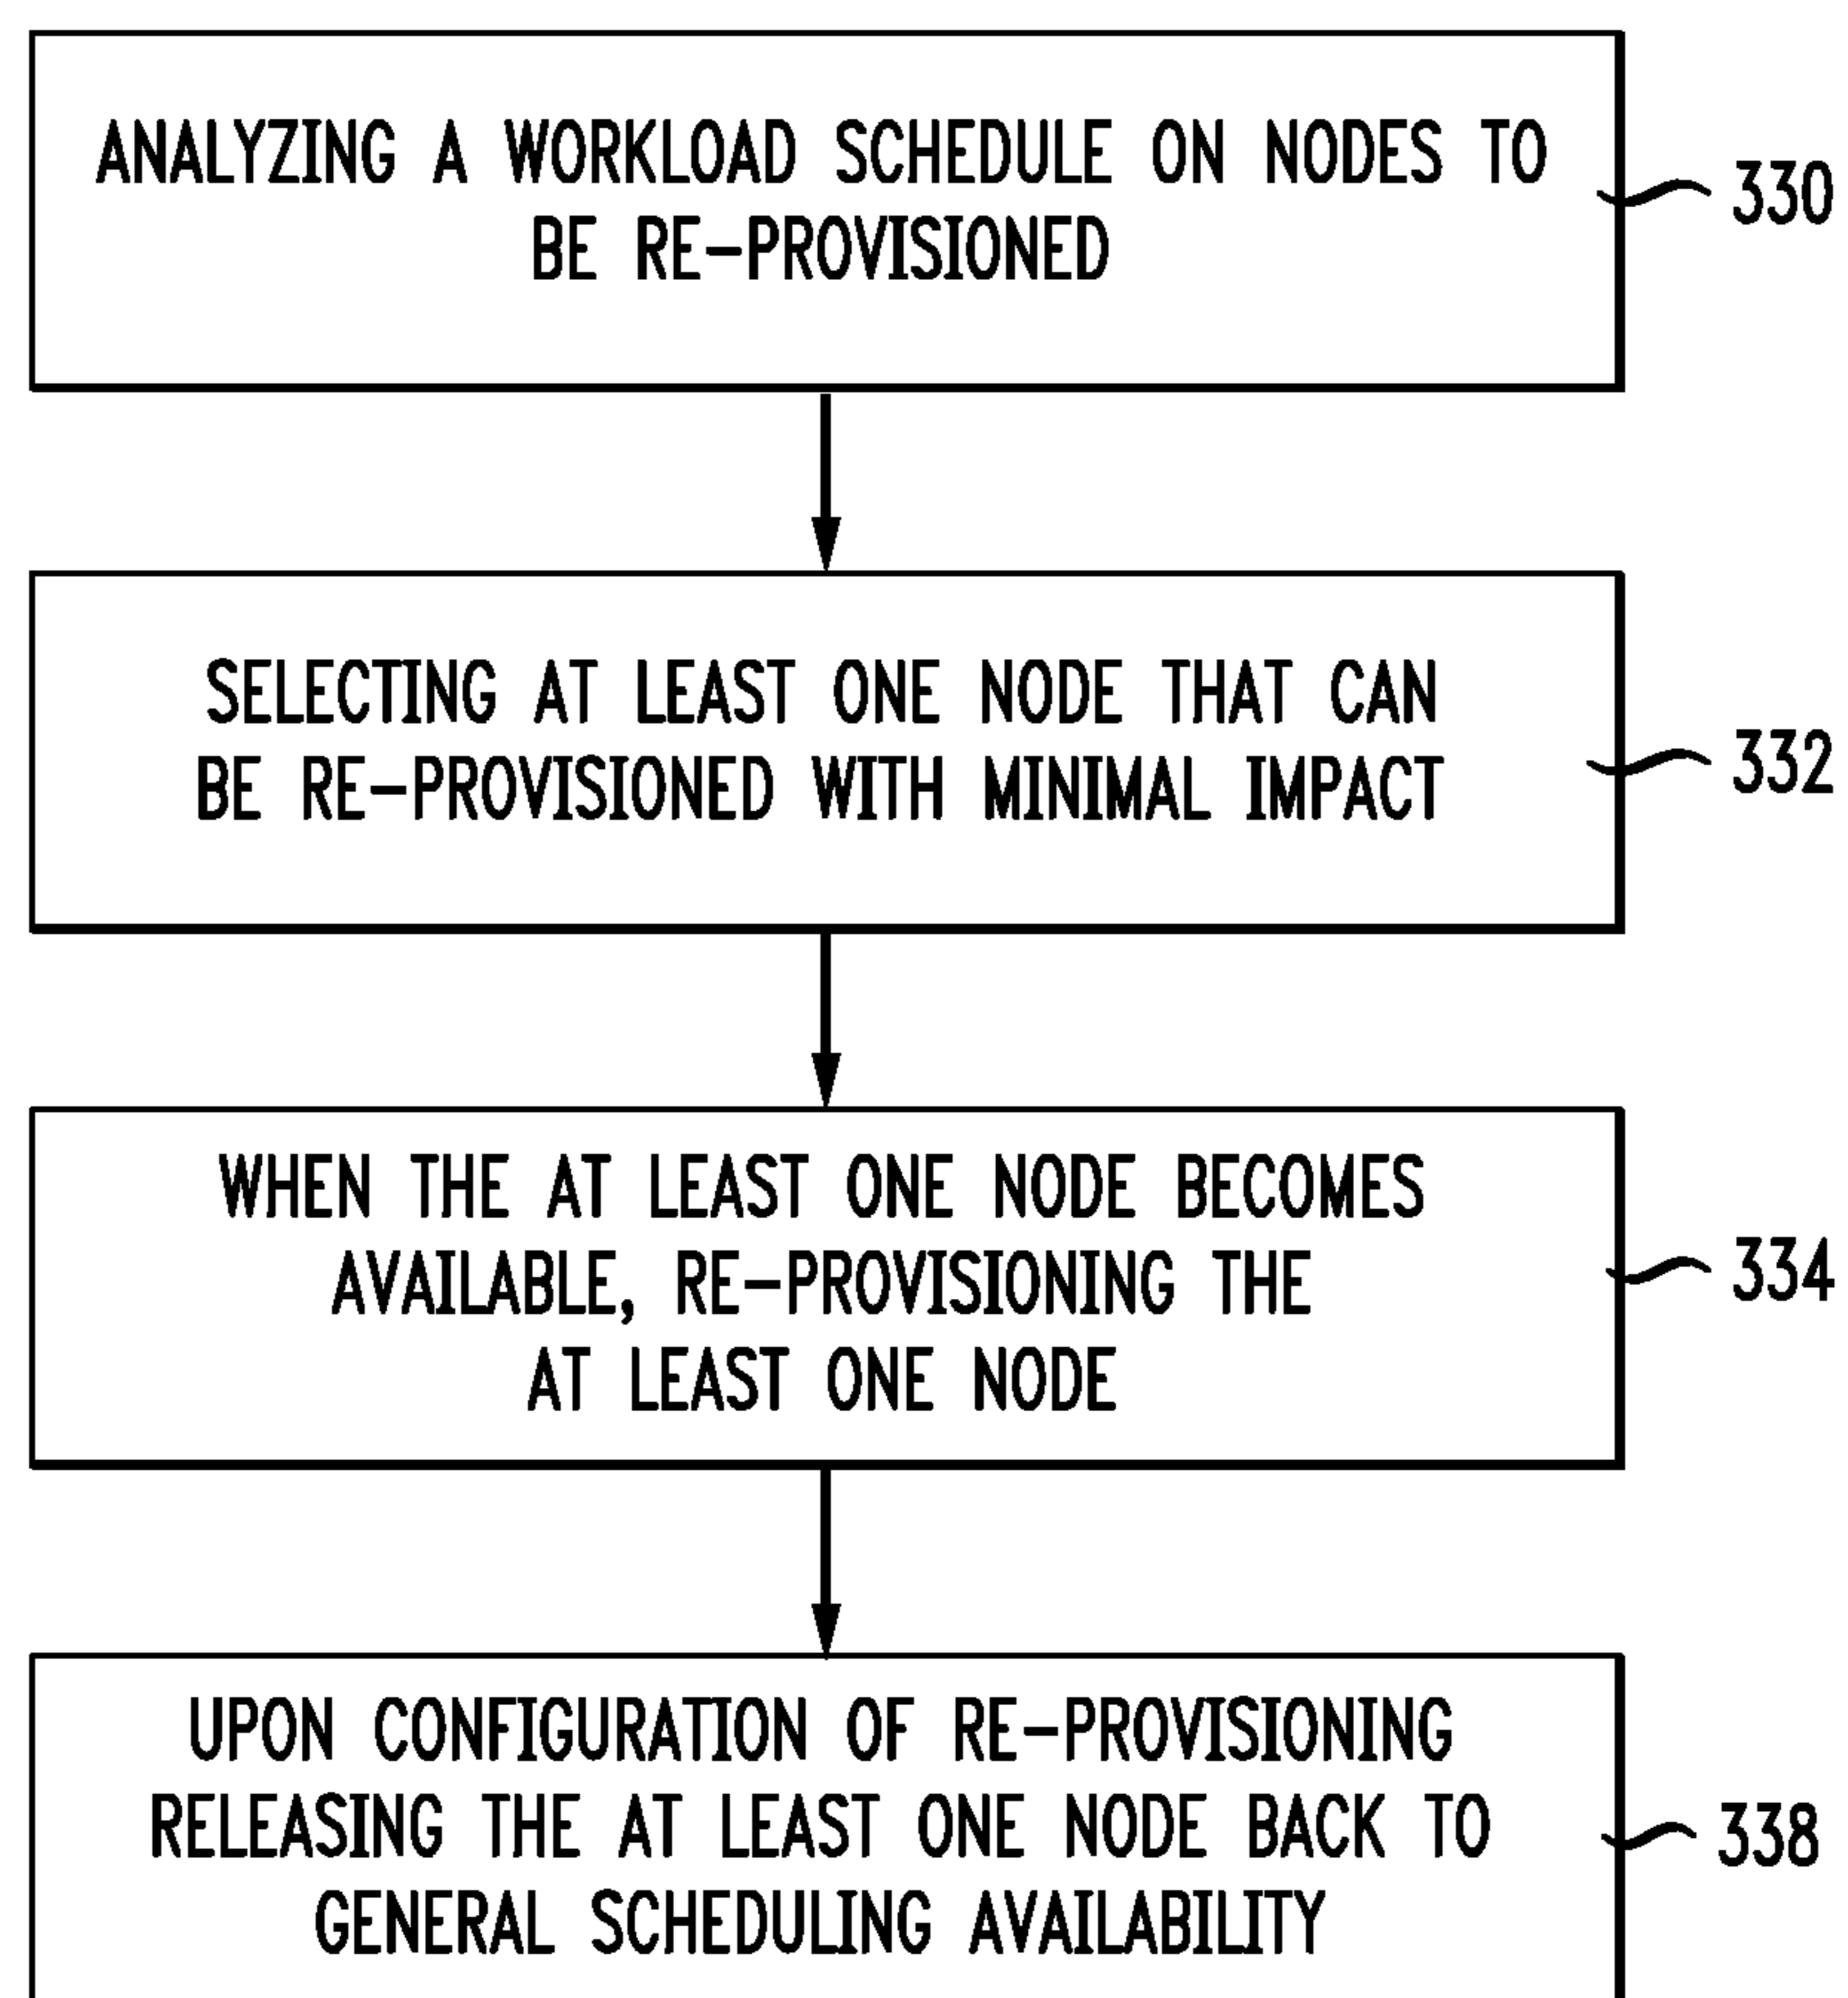 ANALYZING A WORKLOAD SCHEDULE ON NODES TO
BE RE-PROVISIONED
330
SELECTING AT LEAST ONE NODE THAT CAN
BE RE-PROVISIONED WITH MINIMAL IMPACT
332
WHEN THE AT LEAST ONE NODE BECOMES
AVAILABLE, RE-PROVISIONING THE
AT LEAST ONE NODE
334
UPON CONFIGURATION OF RE-PROVISIONING
RELEASING THE AT LEAST ONE NODE BACK TO
GENERAL SCHEDULING AVAILABILITY
338